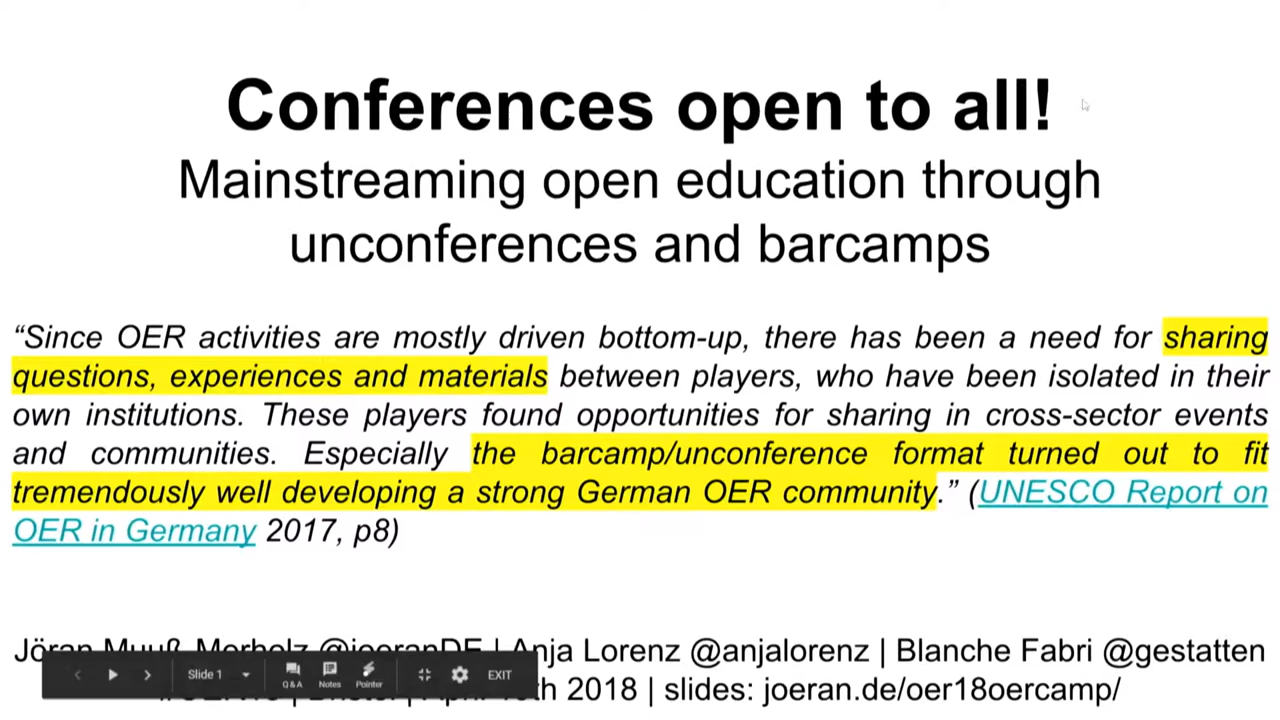 Conferences open to all!
Mainstreaming open education through
unconferences and barcamps
“Since OER activities are mostly driven bottom-up, there has been a need for sharing
questions, experiences and materials between players, who have been isolated in their
own institutions. These players found opportunities for sharing in cross-sector events
and communities. Especially the barcamp/unconference format turned out to fit
tremendously well developing a strong German OER community.” (UNESCO Report on
OER in Germany 2017, p8)
Jöran Muuß-Merholz @joeranDE | Anja Lorenz @anjalorenz | Blanche Fabri @gestatten
2018 | slides: joeran.de/oer18oercamp/
Slide 1
Q&A
Notes
Pointer
EXIT